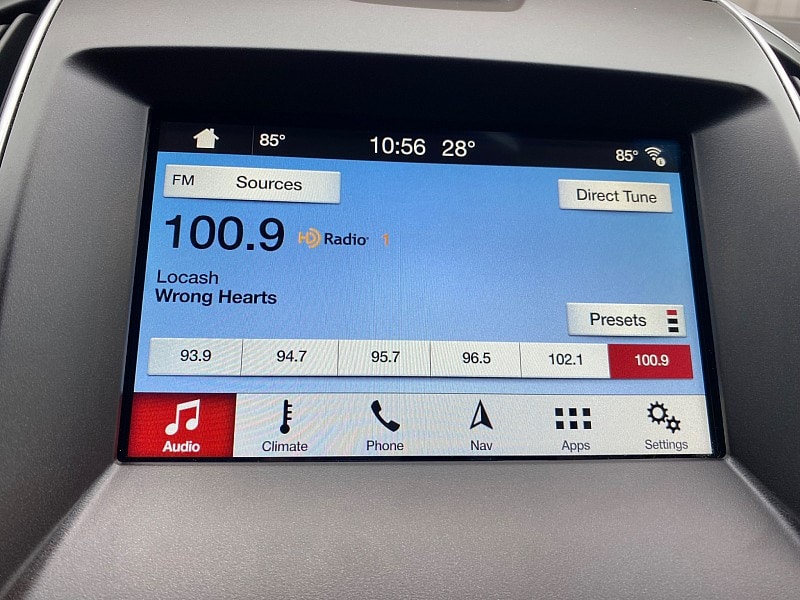 85° 10:56 28° 85°
FM Sources
Direct Tune
100.9 HD Radio 1
Locash
Wrong Hearts
Presets
93.9 94.7 95.7 96.5 102.1 100.9
Audio Climate Phone Nav Apps Settings